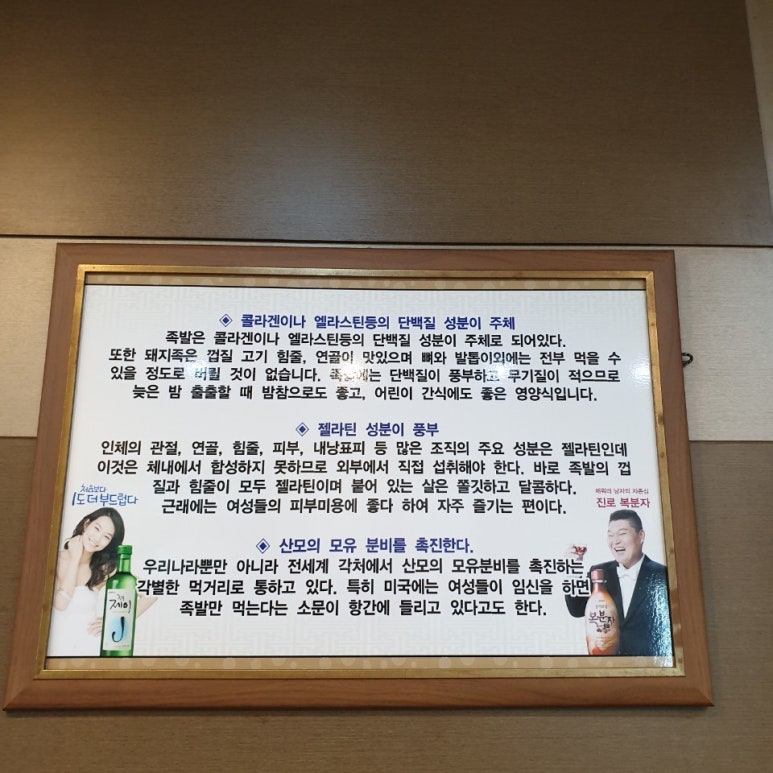 ◈ 콜라겐이나 엘라스틴등의 단백질 성분이 주체
족발은 콜라겐이나 엘라스틴등의 단백질 성분이 주체로 되어있다.
또한 돼지족은 껍질 고기 힘줄, 연골이 맛있으며 뼈와 발톱이외에는 전부 먹을 수
있을 정도로 버릴 것이 없습니다. 족발에는 단백질이 풍부하고 무기질이 적으므로
늦은 밤 출출할 때 밤참으로도 좋고, 어린이 간식에도 좋은 영양식입니다.
◈ 젤라틴 성분이 풍부
인체의 관절, 연골, 힘줄, 피부, 내낭표피 등 많은 조직의 주요 성분은 젤라틴인데
이것은 체내에서 합성하지 못하므로 외부에서 직접 섭취해야 한다. 바로 족발의 껍
질과 힘줄이 모두 젤라틴이며 붙어 있는 살은 쫄깃하고 달콤하다.
근래에는 여성들의 피부미용에 좋다 하여 자주 즐기는 편이다.
◈ 산모의 모유 분비를 촉진한다.
우리나라뿐만 아니라 전세계 각처에서 산모의 모유분비를 촉진하는
각별한 먹거리로 통하고 있다. 특히 미국에는 여성들이 임신을 하면
족발만 먹는다는 소문이 항간에 들리고 있다고도 한다.
처음보다
1도 더 부드럽다
제이
J
매취의 남자의 자존심
진로 복분자
복분자